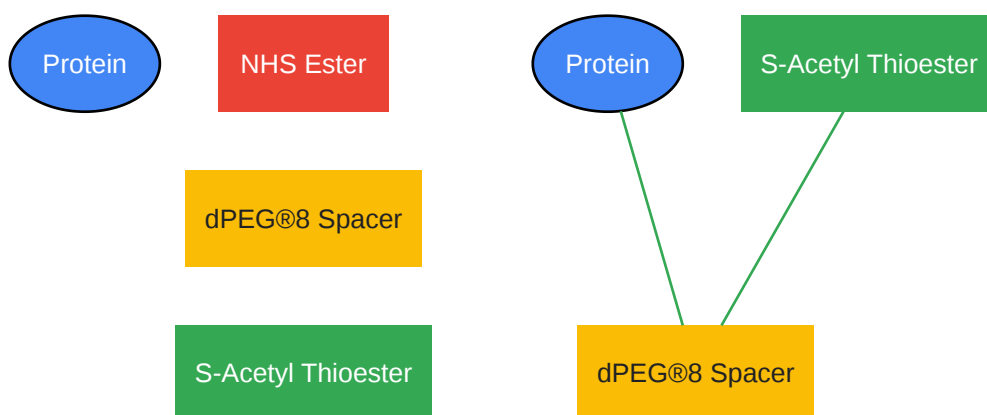 Protein
NHS Ester
Protein
S-Acetyl Thioester
dPEG®8 Spacer
S-Acetyl Thioester
dPEG®8 Spacer